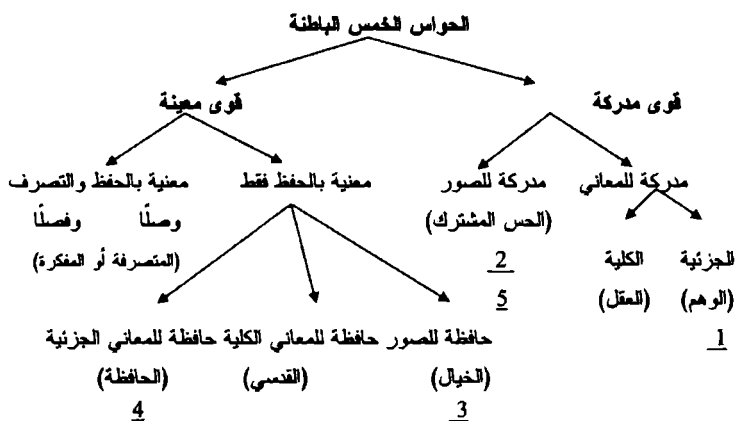 الحواس الخمس الباطنة
قوى مدركة قوى معينة
مدركة للمعاني مدركة للصور معنية بالحفظ فقط معنية بالحفظ والتصرف
(الحس المشترك) وصلًا وفصلًا
الجزئية الكلية 2 (المتصرفة أو المفكرة)
(الوهم) (العقل) 5
1
حافظة للصور حافظة للمعاني الكلية حافظة للمعاني الجزئية
(الخيال) (القدسي) (الحافظة)
3 4